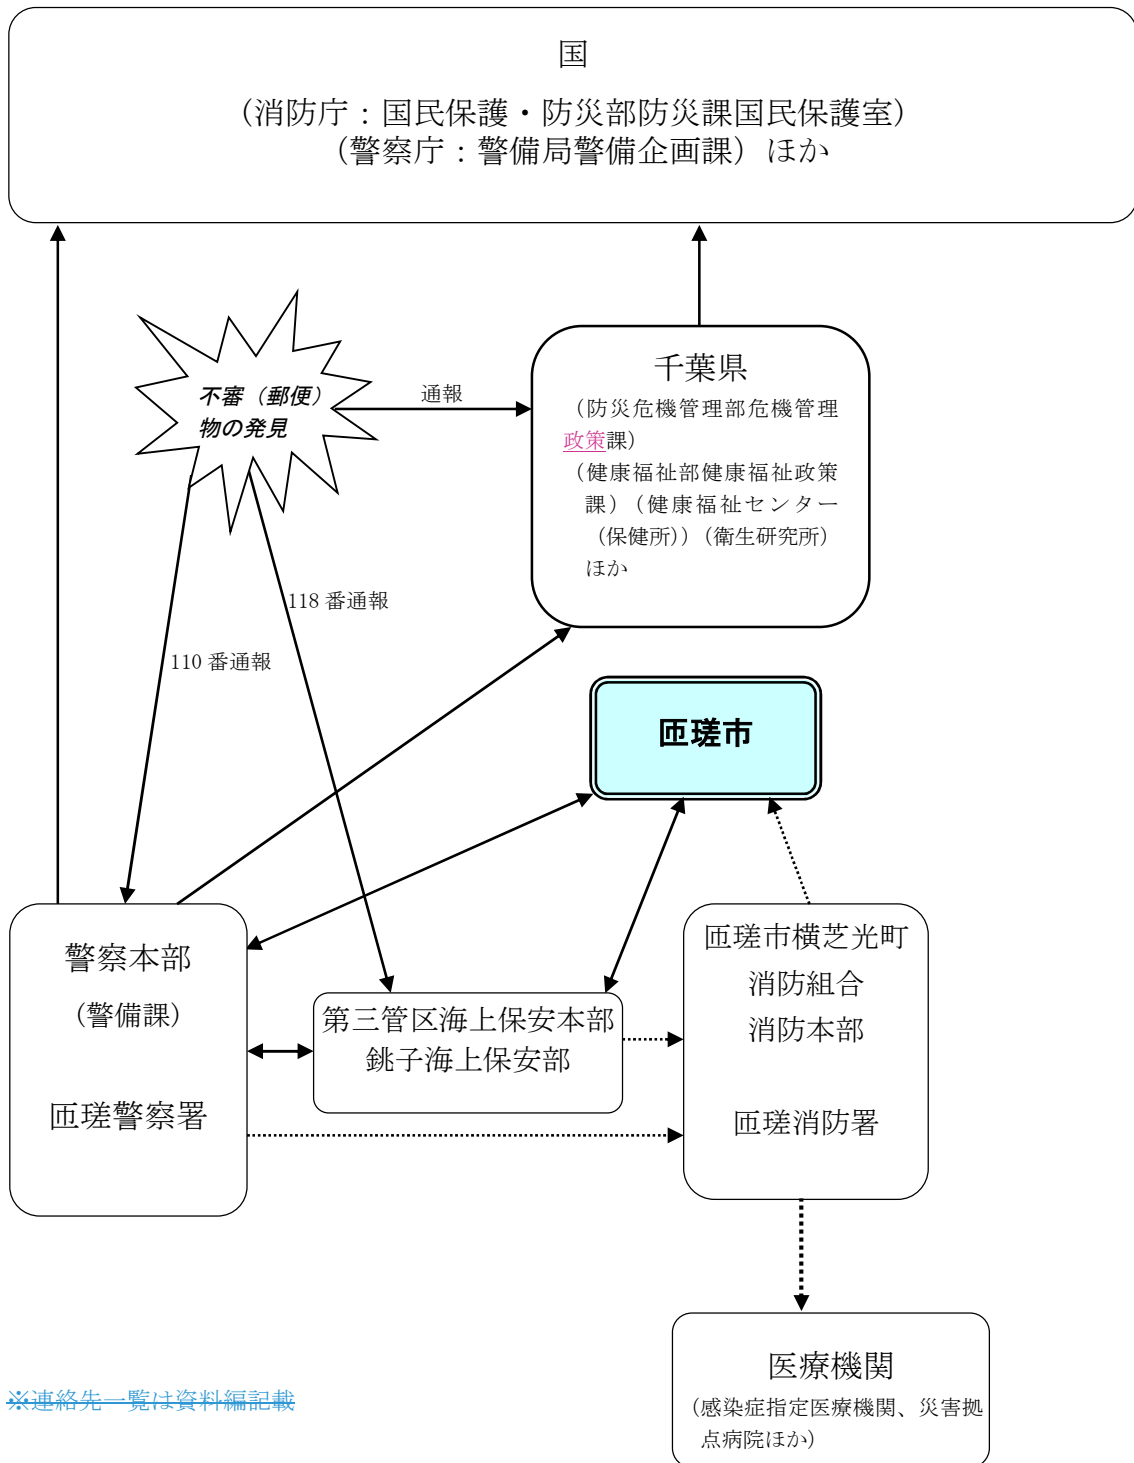 国
（消防庁：国民保護・防災部防災課国民保護室）
（警察庁：警備局警備企画課）ほか
不審（郵便）
物の発見
通報
千葉県
（防災危機管理部危機管理
政策課）
（健康福祉部健康福祉政策
課）（健康福祉センター
（保健所））（衛生研究所）
ほか
118 番通報
110 番通報
匝瑳市
警察本部
（警備課）
匝瑳警察署
第三管区海上保安本部
銚子海上保安部
匝瑳市横芝光町
消防組合
消防本部
匝瑳消防署
医療機関
（感染症指定医療機関、災害拠
点病院ほか）
※連絡先一覧は資料編記載